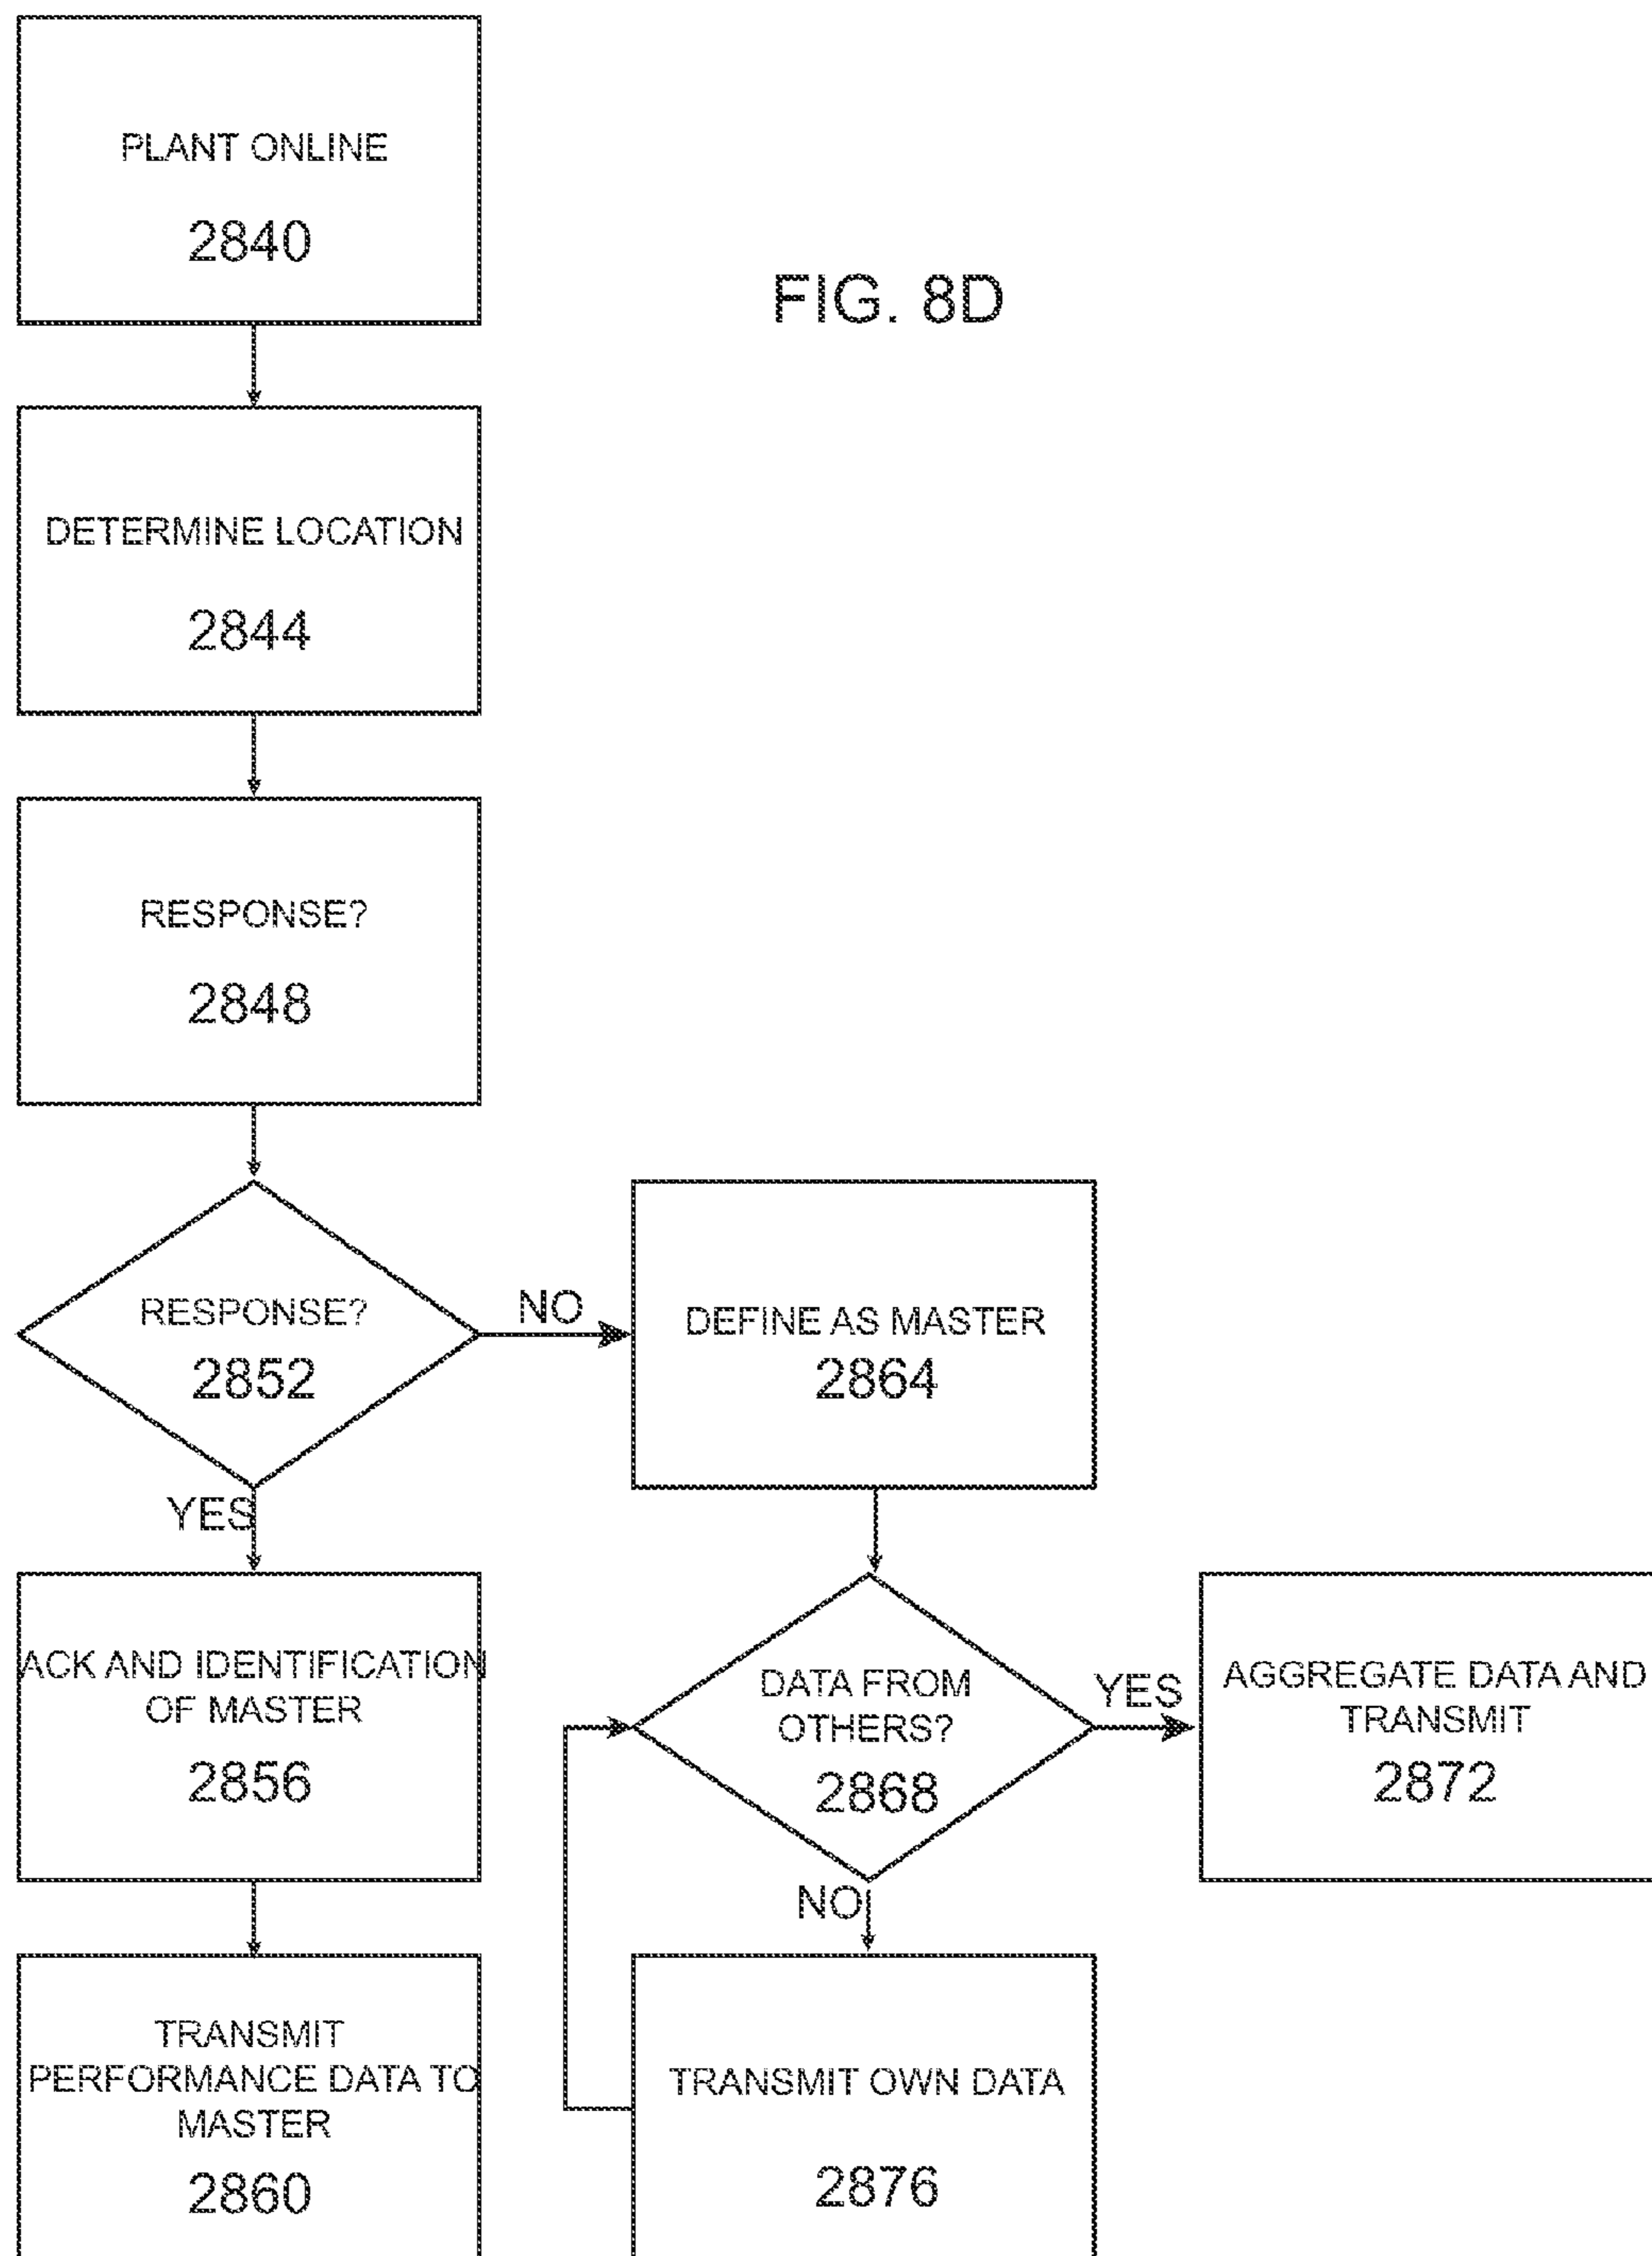 PLANT ONLINE
2840
FIG. 8D
DETERMINE LOCATION
2844
RESPONSE?
2848
RESPONSE?
2852
NO
DEFINE AS MASTER
2864
YES
ACK AND IDENTIFICATION
OF MASTER
2856
DATA FROM
OTHERS?
2868
YES
AGGREGATE DATA AND
TRANSMIT
2872
NO
TRANSMIT
PERFORMANCE DATA TO
MASTER
2860
TRANSMIT OWN DATA
2876